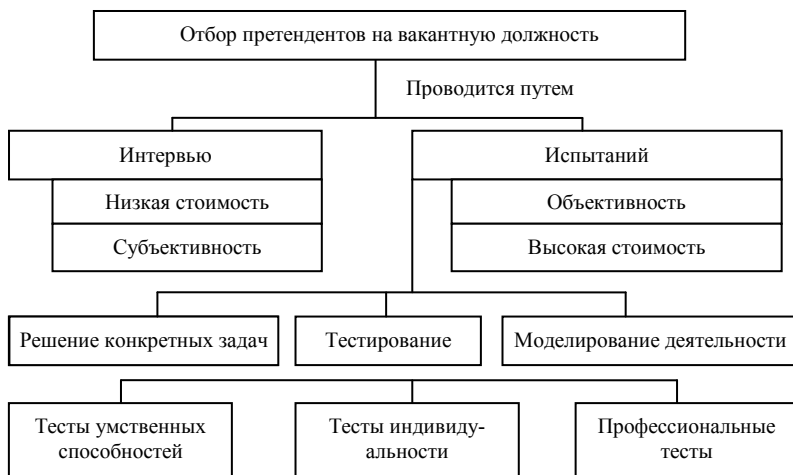 Отбор претендентов на вакантную должность
Проводится путем
Интервью
Испытаний
Низкая стоимость
Объективность
Субъективность
Высокая стоимость
Решение конкретных задач
Тестирование
Моделирование деятельности
Тесты умственных
способностей
Тесты индивиду-
альности
Профессиональные
тесты